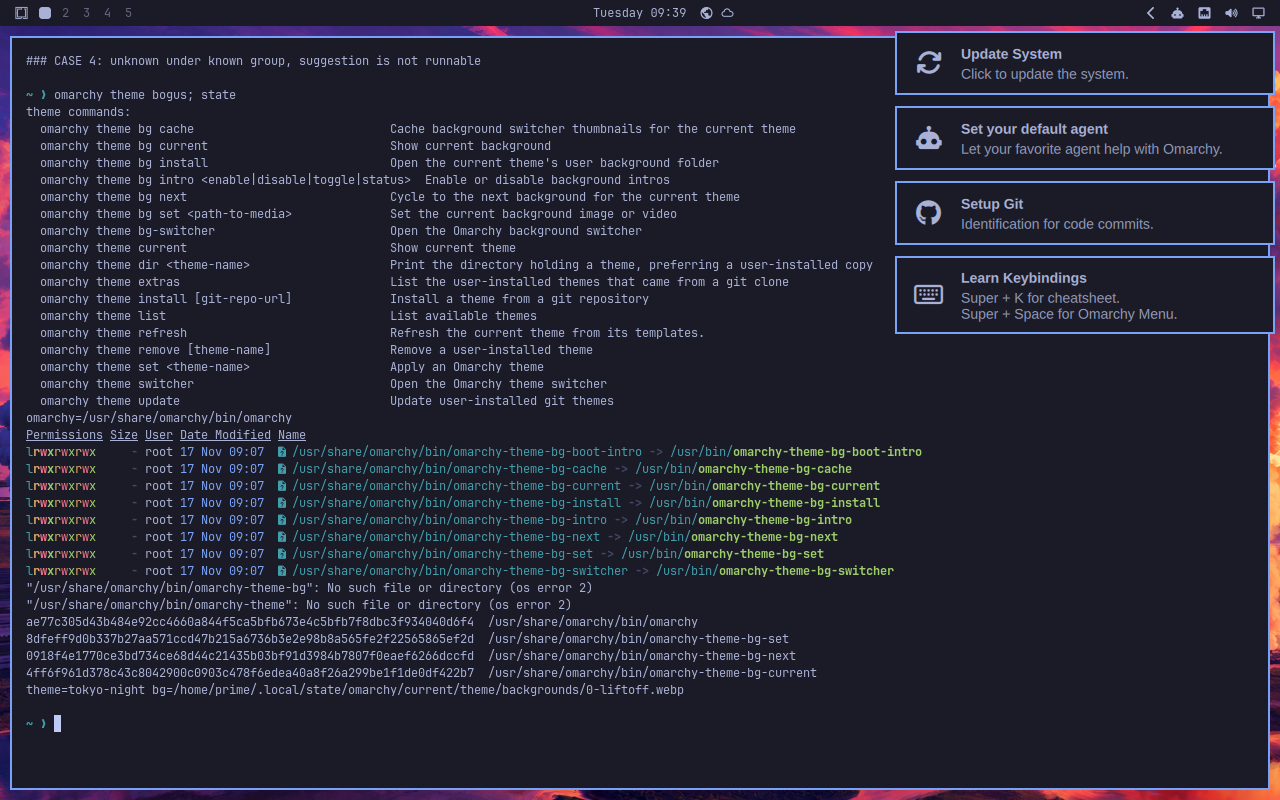 2 3 4 5
Tuesday 09:39
### CASE 4: unknown under known group, suggestion is not runnable
~ ❯ omarchy theme bogus; state
theme commands:
omarchy theme bg cache Cache background switcher thumbnails for the current theme
omarchy theme bg current Show current background
omarchy theme bg install Open the current theme's user background folder
omarchy theme bg intro <enable|disable|toggle|status> Enable or disable background intros
omarchy theme bg next Cycle to the next background for the current theme
omarchy theme bg set <path-to-media> Set the current background image or video
omarchy theme bg-switcher Open the Omarchy background switcher
omarchy theme current Show current theme
omarchy theme dir <theme-name> Print the directory holding a theme, preferring a user-installed copy
omarchy theme extras List the user-installed themes that came from a git clone
omarchy theme install [git-repo-url] Install a theme from a git repository
omarchy theme list List available themes
omarchy theme refresh Refresh the current theme from its templates.
omarchy theme remove [theme-name] Remove a user-installed theme
omarchy theme set <theme-name> Apply an Omarchy theme
omarchy theme switcher Open the Omarchy theme switcher
omarchy theme update Update user-installed git themes
omarchy=/usr/share/omarchy/bin/omarchy
Permissions Size User Date Modified Name
lrwxrwxrwx - root 17 Nov 09:07 /usr/share/omarchy/bin/omarchy-theme-bg-boot-intro -> /usr/bin/omarchy-theme-bg-boot-intro
lrwxrwxrwx - root 17 Nov 09:07 /usr/share/omarchy/bin/omarchy-theme-bg-cache -> /usr/bin/omarchy-theme-bg-cache
lrwxrwxrwx - root 17 Nov 09:07 /usr/share/omarchy/bin/omarchy-theme-bg-current -> /usr/bin/omarchy-theme-bg-current
lrwxrwxrwx - root 17 Nov 09:07 /usr/share/omarchy/bin/omarchy-theme-bg-install -> /usr/bin/omarchy-theme-bg-install
lrwxrwxrwx - root 17 Nov 09:07 /usr/share/omarchy/bin/omarchy-theme-bg-intro -> /usr/bin/omarchy-theme-bg-intro
lrwxrwxrwx - root 17 Nov 09:07 /usr/share/omarchy/bin/omarchy-theme-bg-next -> /usr/bin/omarchy-theme-bg-next
lrwxrwxrwx - root 17 Nov 09:07 /usr/share/omarchy/bin/omarchy-theme-bg-set -> /usr/bin/omarchy-theme-bg-set
lrwxrwxrwx - root 17 Nov 09:07 /usr/share/omarchy/bin/omarchy-theme-bg-switcher -> /usr/bin/omarchy-theme-bg-switcher
"/usr/share/omarchy/bin/omarchy-theme-bg": No such file or directory (os error 2)
"/usr/share/omarchy/bin/omarchy-theme": No such file or directory (os error 2)
ae77c305d43b484e92cc4660a844f5ca5bfb673e4c5bfb7f8dbc3f934040d6f4 /usr/share/omarchy/bin/omarchy
8dfeff9d0b337b27aa571ccd47b215a6736b3e2e98b8a565fe2f22565865ef2d /usr/share/omarchy/bin/omarchy-theme-bg-set
0918f4e1770ce3bd734ce68d44c21435b03bf91d3984b7807f0eaef6266dccfd /usr/share/omarchy/bin/omarchy-theme-bg-next
4ff6f961d378c43c8042900c0903c478f6edea40a8f26a299be1f1de0df422b7 /usr/share/omarchy/bin/omarchy-theme-bg-current
theme=tokyo-night bg=/home/prime/.local/state/omarchy/current/theme/backgrounds/0-liftoff.webp
~ ❯
Update System
Click to update the system.
Set your default agent
Let your favorite agent help with Omarchy.
Setup Git
Identification for code commits.
Learn Keybindings
Super + K for cheatsheet.
Super + Space for Omarchy Menu.